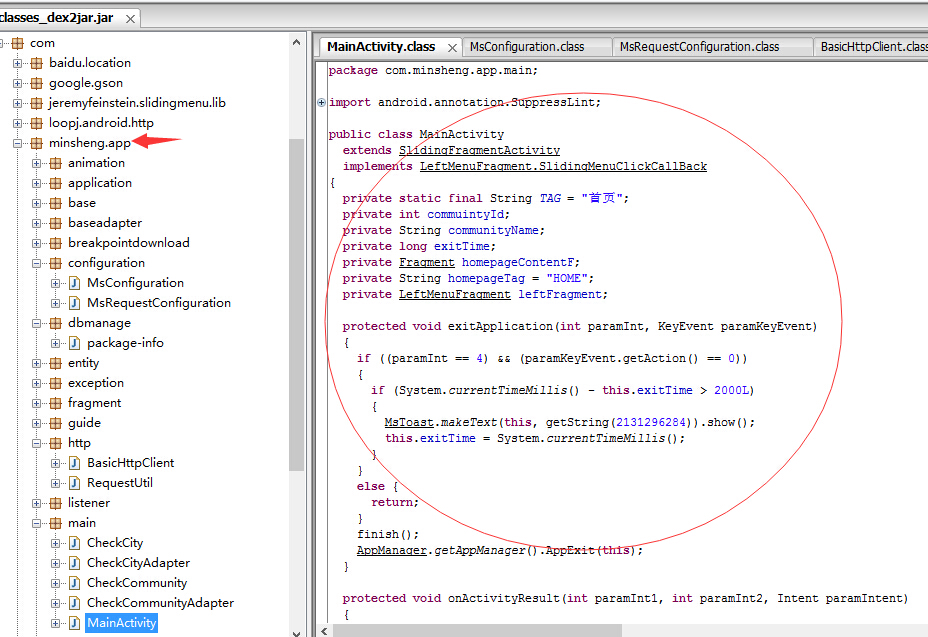 classes_dex2jar.jar
com
baidu.location
google.gson
jeremyfeinstein.slidingmenu.lib
loopj.android.http
minsheng.app
animation
application
base
baseadapter
breakpointdownload
configuration
MsConfiguration
MsRequestConfiguration
dbmanage
package-info
entity
exception
fragment
guide
http
BasicHttpClient
RequestUtil
listener
main
CheckCity
CheckCityAdapter
CheckCommunity
CheckCommunityAdapter
MainActivity
MainActivity.class MsConfiguration.class MsRequestConfiguration.class BasicHttpClient.class
package com.minsheng.app.main;
import android.annotation.SuppressLint;
public class MainActivity
extends SlidingFragmentActivity
implements LeftMenuFragment.SlidingMenuClickCallBack
{
private static final String TAG = "首页";
private int commuintyId;
private String communityName;
private long exitTime;
private Fragment homepageContentF;
private String homepageTag = "HOME";
private LeftMenuFragment leftFragment;
protected void exitApplication(int paramInt, KeyEvent paramKeyEvent)
{
if ((paramInt == 4) && (paramKeyEvent.getAction() == 0))
{
if (System.currentTimeMillis() - this.exitTime > 2000L)
{
MsToast.makeText(this, getString(2131296284)).show();
this.exitTime = System.currentTimeMillis();
}
}
else {
return;
}
finish();
AppManager.getAppManager().AppExit(this);
}
protected void onActivityResult(int paramInt1, int paramInt2, Intent paramIntent)
{